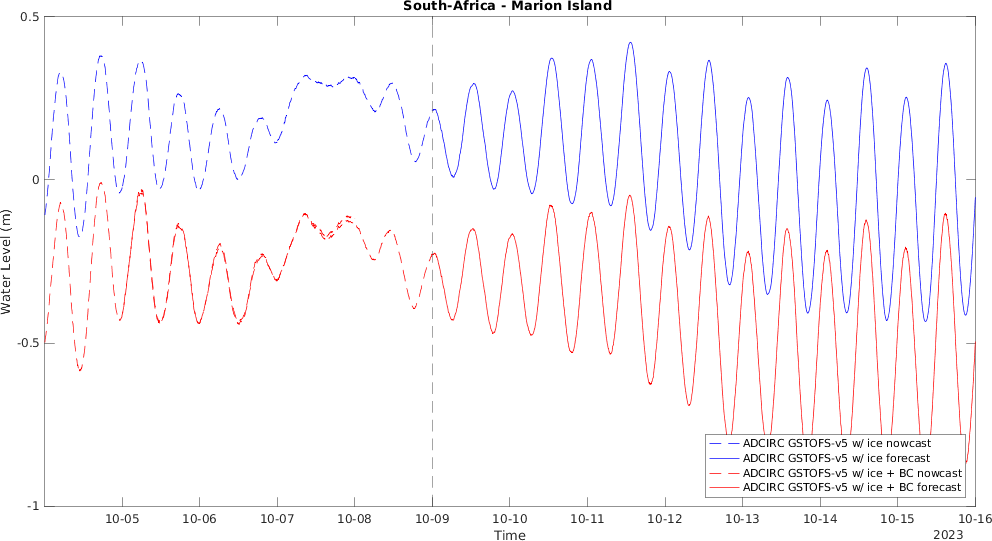 South-Africa - Marion Island
0.5
0
-0.5
-1
Water Level (m)
ADCIRC GSTOFS-v5 w/ ice nowcast
ADCIRC GSTOFS-v5 w/ ice forecast
ADCIRC GSTOFS-v5 w/ ice + BC nowcast
ADCIRC GSTOFS-v5 w/ ice + BC forecast
10-05 10-06 10-07 10-08 10-09 10-10 10-11 10-12 10-13 10-14 10-15 10-16
Time
2023